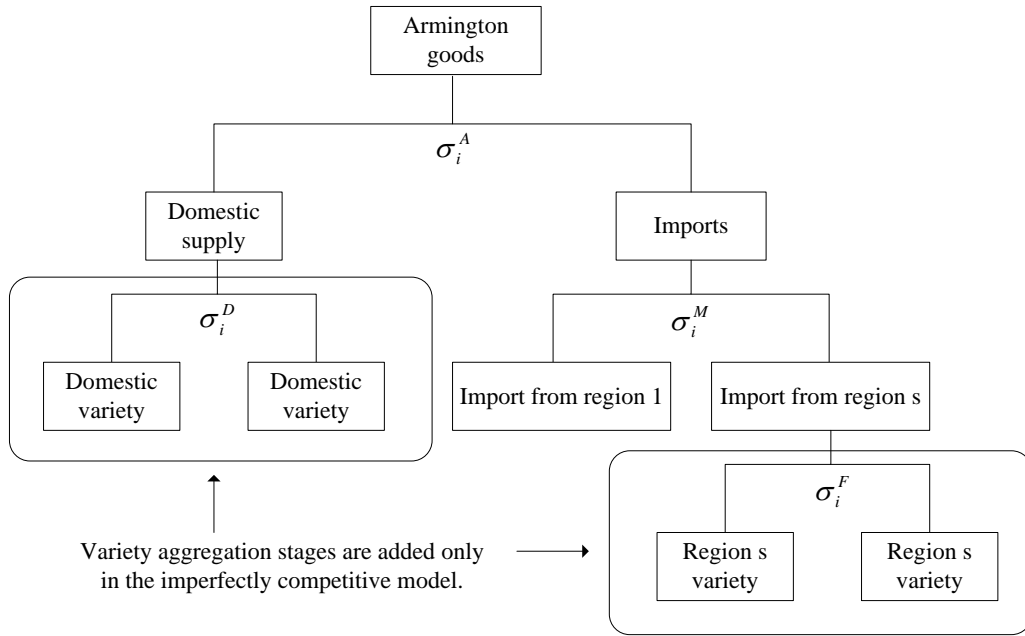 Armington
goods
σ_i^A
Domestic
supply
Imports
σ_i^D
σ_i^M
Domestic
variety
Domestic
variety
Import from region 1
Import from region s
σ_i^F
Variety aggregation stages are added only
in the imperfectly competitive model.
Region s
variety
Region s
variety